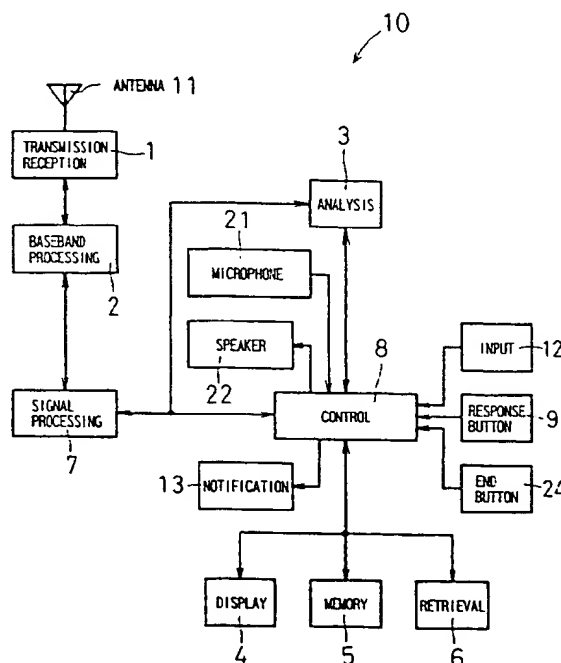 10
ANTENNA 11
TRANSMISSION
RECEPTION
1
3
ANALYSIS
21
MICROPHONE
BASEBAND
PROCESSING
2
SPEAKER
22
8
INPUT
12
SIGNAL
PROCESSING
7
CONTROL
RESPONSE
BUTTON
9
13
NOTIFICATION
END
BUTTON
24
DISPLAY
4
MEMORY
5
RETRIEVAL
6